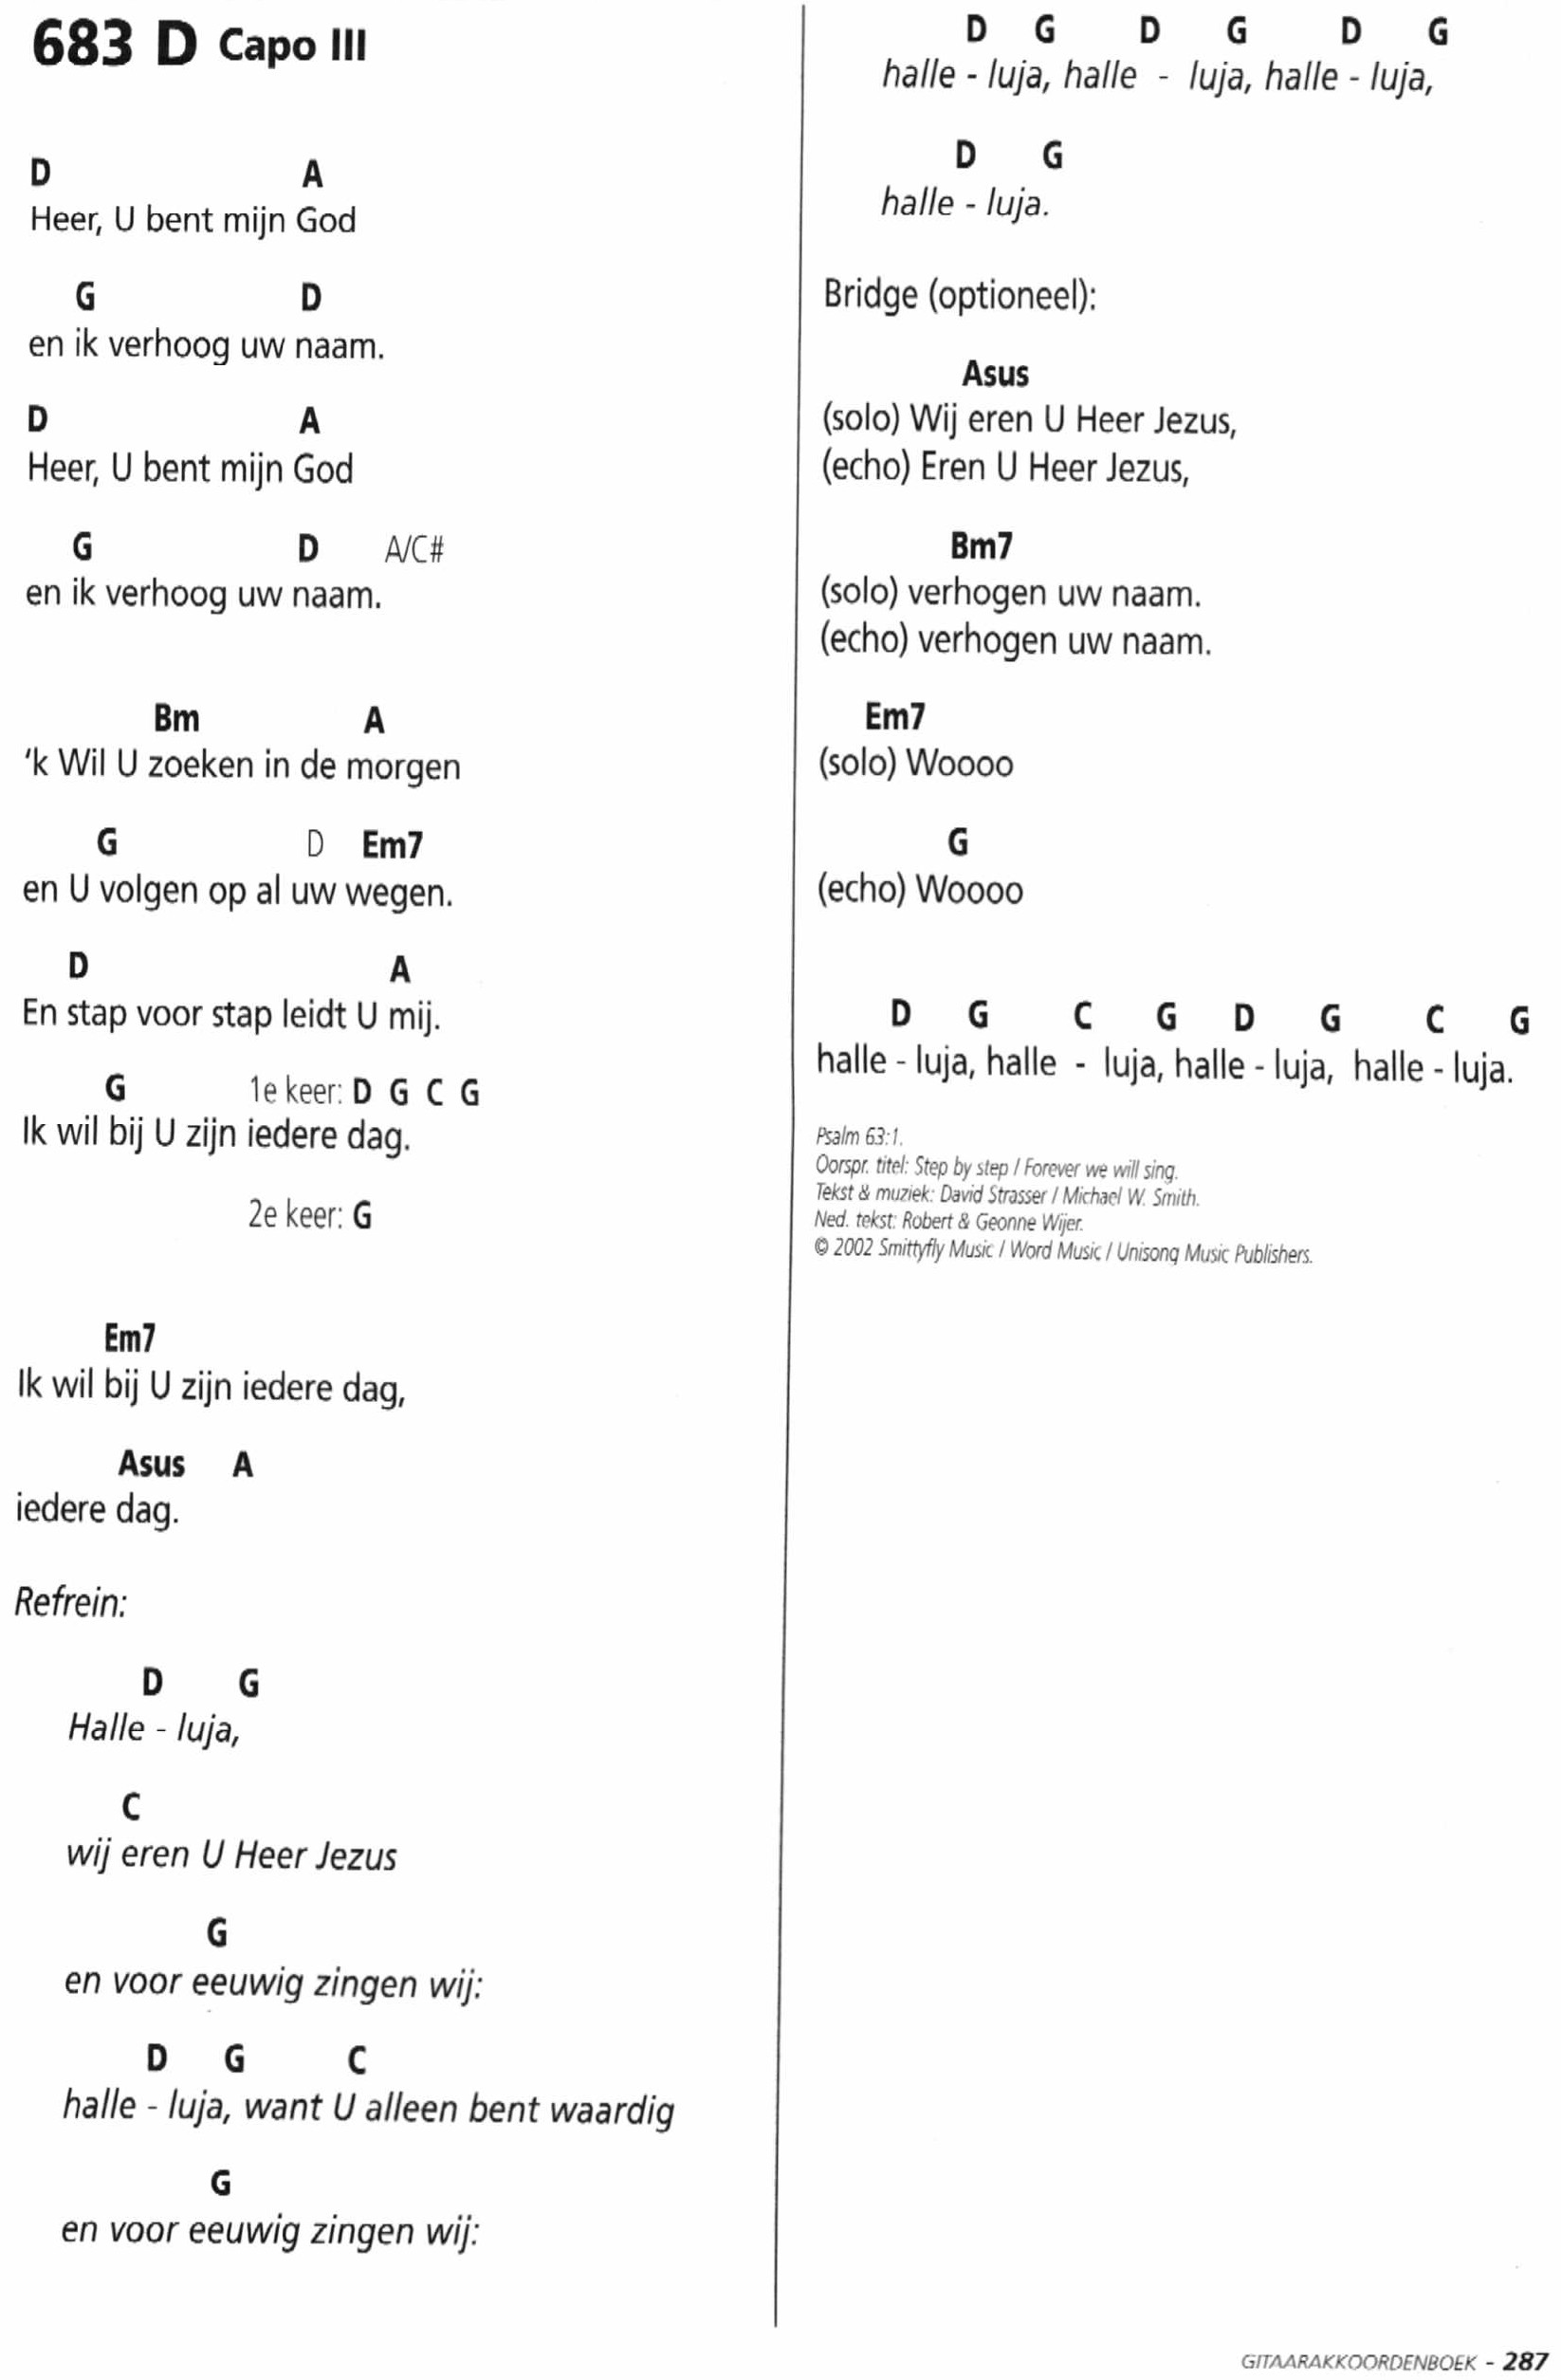 683 D Capo III
D A
Heer, U bent mijn God
G D
en ik verhoog uw naam.
D A
Heer, U bent mijn God
G D A/C#
en ik verhoog uw naam.
Bm A
‘k Wil U zoeken in de morgen
G D Em7
en U volgen op al uw wegen.
D A
En stap voor stap leidt U mij.
G 1e keer: D G C G
Ik wil bij U zijn iedere dag.
2e keer: G
Em7
Ik wil bij U zijn iedere dag,
Asus A
iedere dag.
Refrein:
D G
Halle - luja,
C
wij eren U Heer Jezus
G
en voor eeuwig zingen wij:
D G C
halle - luja, want U alleen bent waardig
G
en voor eeuwig zingen wij:
D G D G D G
halle - luja, halle - luja, halle - luja,
D G
halle - luja.
Bridge (optioneel):
Asus
(solo) Wij eren U Heer Jezus,
(echo) Eren U Heer Jezus,
Bm7
(solo) verhogen uw naam.
(echo) verhogen uw naam.
Em7
(solo) Woooo
G
(echo) Woooo
D G C G D G C G
halle - luja, halle - luja, halle - luja, halle - luja.
Psalm 63:1.
Oorspr. titel: Step by step / Forever we will sing.
Tekst & muziek: David Strasser / Michael W. Smith.
Ned. tekst: Robert & Geonne Wijer.
© 2002 Smittyfly Music / Word Music / Unisong Music Publishers.
GITAARAKKOORDENBOEK - 287